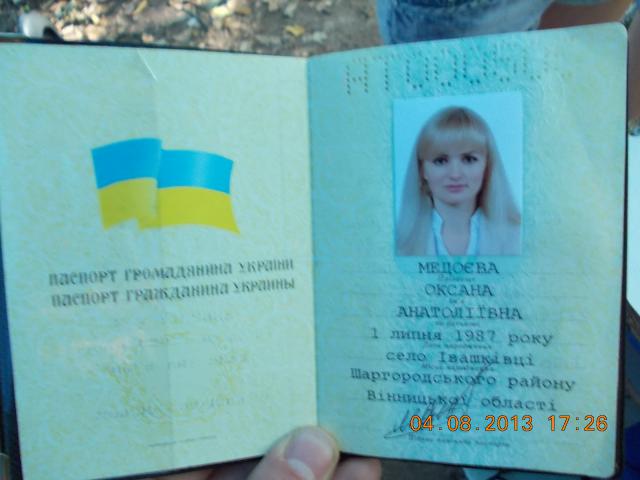 ПАСПОРТ ГРОМАДЯНИНА УКРАЇНИ
ПАСПОРТ ГРАЖДАНИНА УКРАИНЫ
МЕДОЄВА
ОКСАНА
АНАТОЛІЇВНА
1 липня 1987 року
село Івашківці
Шаргородського району
Вінницької області
04.08.2013 17:26